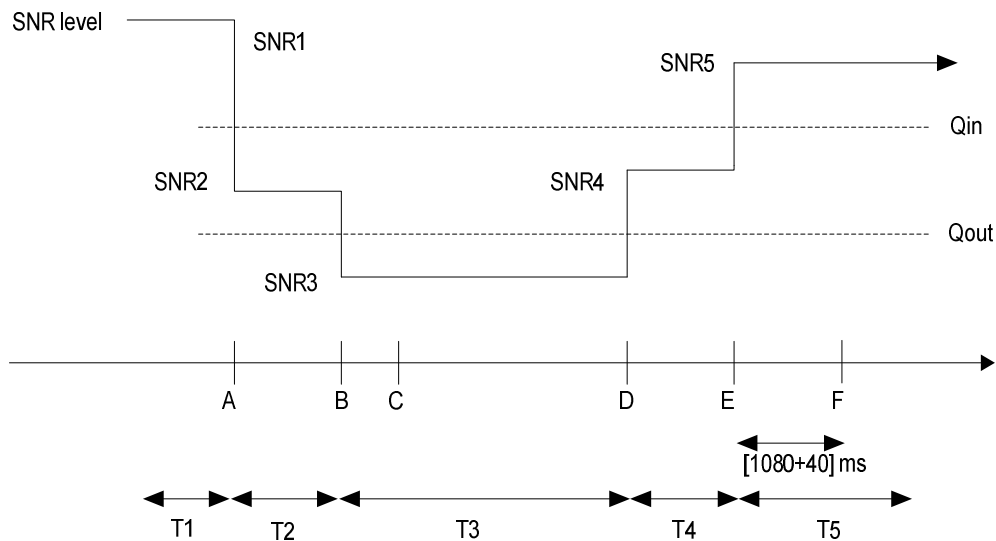 SNR level
SNR1
SNR5
Qin
SNR2
SNR4
Qout
SNR3
A
B
C
D
E
F
[1080+40] ms
T1
T2
T3
T4
T5